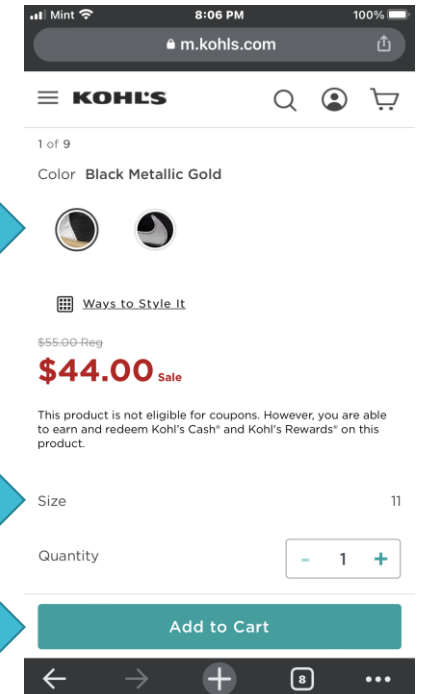 Mint 8:06 PM 100%
m.kohls.com
KOHL'S
1 of 9
Color Black Metallic Gold
Ways to Style It
$55.00 Reg
$44.00 Sale
This product is not eligible for coupons. However, you are able
to earn and redeem Kohl's Cash® and Kohl's Rewards® on this
product.
Size 11
Quantity - 1 +
Add to Cart
8